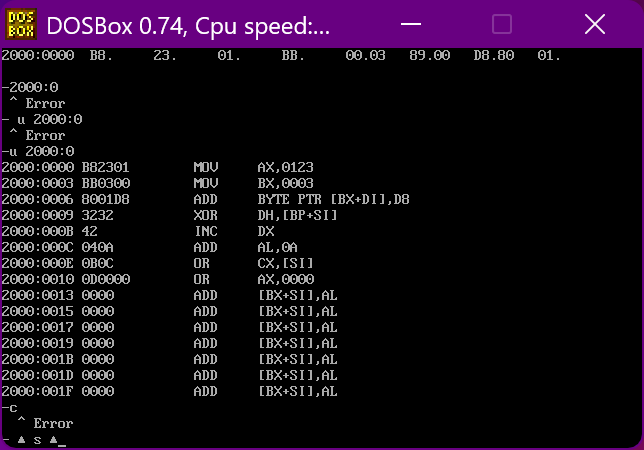 DOSBox 0.74, Cpu speed:...
2000:0000 B8. 23. 01. BB. 00.03 89.00 D8.80 01.
-2000:0
^ Error
- u 2000:0
^ Error
-u 2000:0
2000:0000 B82301 MOV AX,0123
2000:0003 BB0300 MOV BX,0003
2000:0006 8001D8 ADD BYTE PTR [BX+DI],D8
2000:0009 3232 XOR DH,[BP+SI]
2000:000B 42 INC DX
2000:000C 040A ADD AL,0A
2000:000E 0B0C OR CX,[SI]
2000:0010 0D0000 OR AX,0000
2000:0013 0000 ADD [BX+SI],AL
2000:0015 0000 ADD [BX+SI],AL
2000:0017 0000 ADD [BX+SI],AL
2000:0019 0000 ADD [BX+SI],AL
2000:001B 0000 ADD [BX+SI],AL
2000:001D 0000 ADD [BX+SI],AL
2000:001F 0000 ADD [BX+SI],AL
-c
^ Error
- ▲ s ▲_